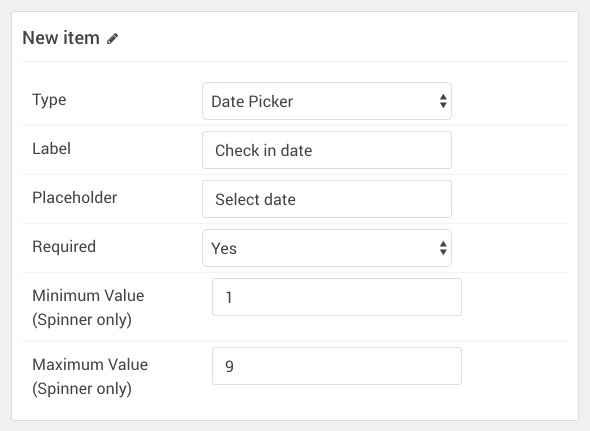 New item
Type
Date Picker
Label
Check in date
Placeholder
Select date
Required
Yes
Minimum Value
(Spinner only)
1
Maximum Value
(Spinner only)
9